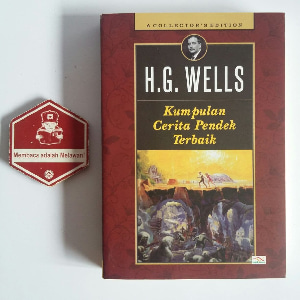 A COLLECTOR'S EDITION
H.G. WELLS
Kumpulan
Cerita Pendek
Terbaik
Membaca adalah Melawan